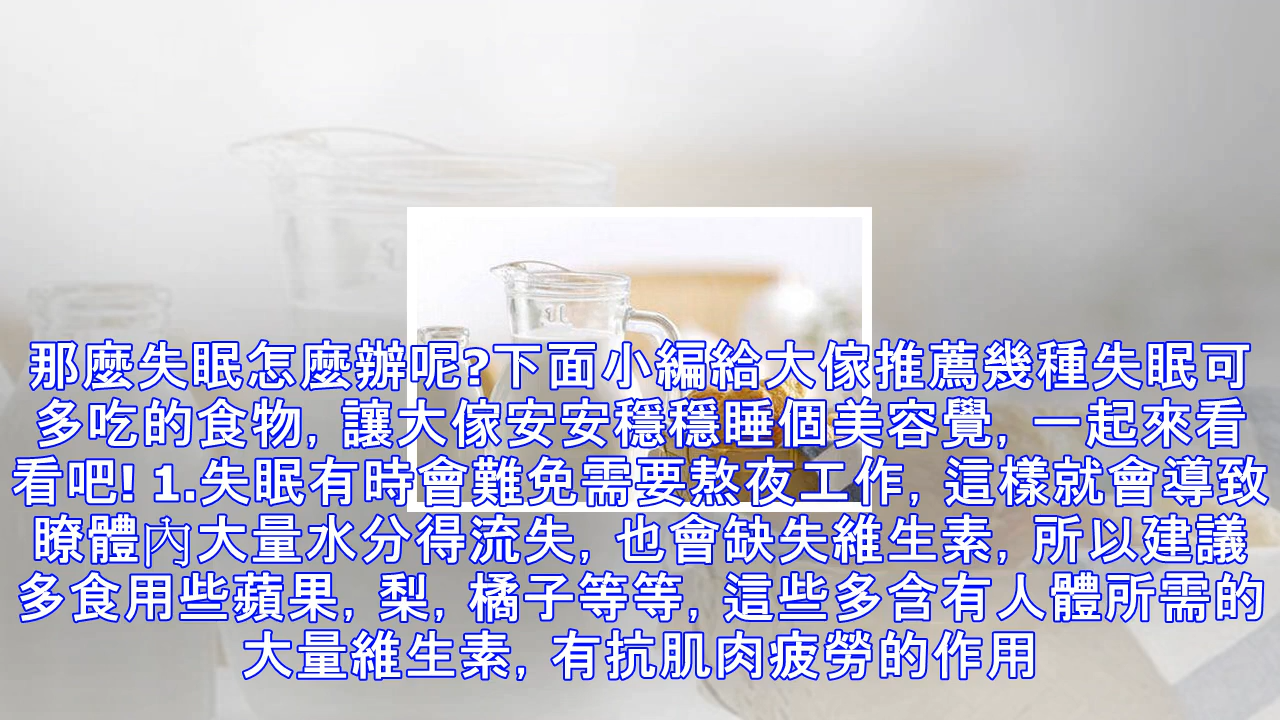 那麼失眠怎麼辦呢?下面小編給大傢推薦幾種失眠可
多吃的食物, 讓大傢安安穩穩睡個美容覺, 一起來看
看吧! 1.失眠有時會難免需要熬夜工作, 這樣就會導致
瞭體內大量水分得流失, 也會缺失維生素, 所以建議
多食用些蘋果, 梨, 橘子等等, 這些多含有人體所需的
大量維生素, 有抗肌肉疲勞的作用